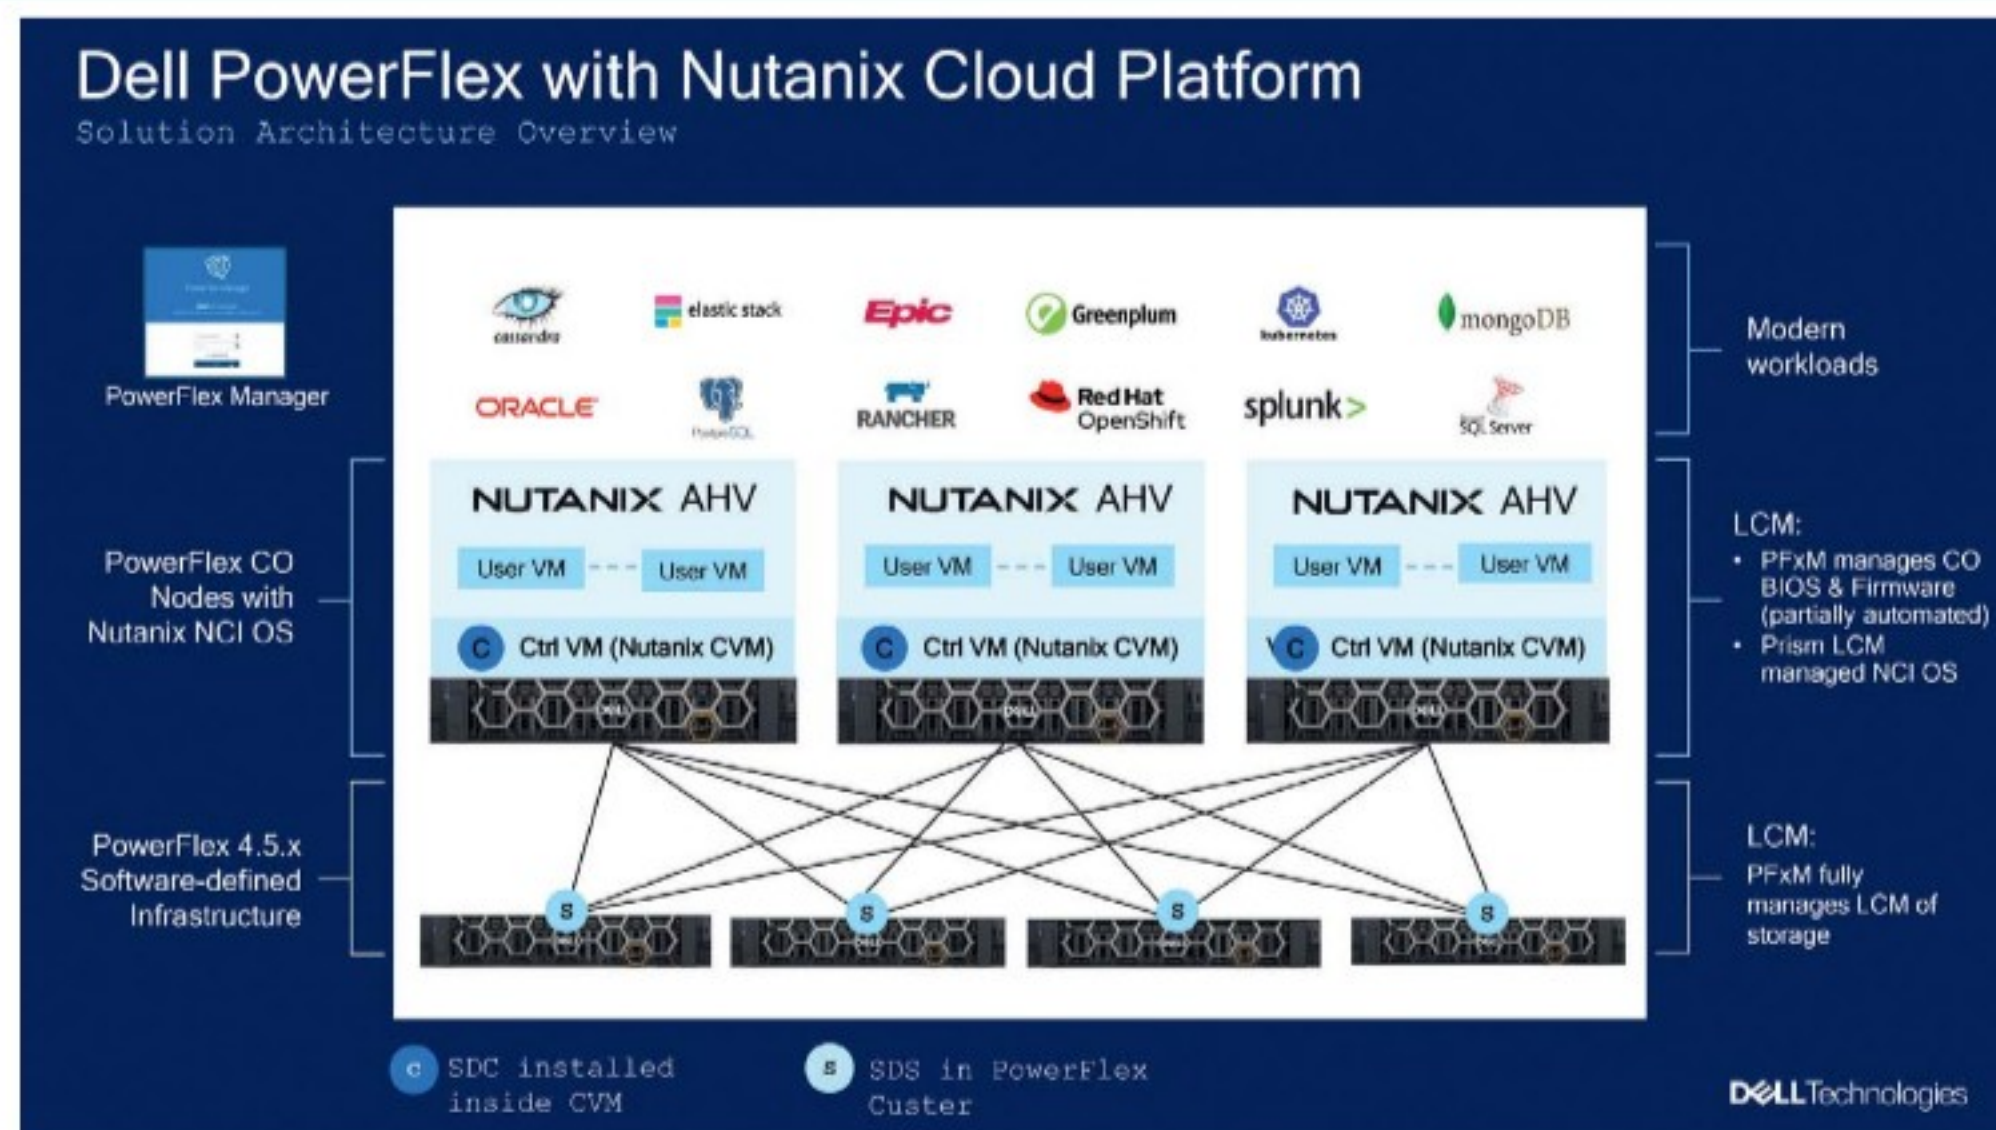 Dell PowerFlex with Nutanix Cloud Platform
Solution Architecture Overview
PowerFlex Manager
cassandra
elastic stack
Epic
Greenplum
kubernetes
mongoDB
ORACLE
PostgreSQL
RANCHER
Red Hat
OpenShift
splunk>
SQL Server
Modern
workloads
PowerFlex CO
Nodes with
Nutanix NCI OS
NUTANIX AHV
User VM
User VM
C Ctrl VM (Nutanix CVM)
DELL
NUTANIX AHV
User VM
User VM
C Ctrl VM (Nutanix CVM)
DELL
NUTANIX AHV
User VM
User VM
C Ctrl VM (Nutanix CVM)
DELL
LCM:
• PFxM manages CO
BIOS & Firmware
(partially automated)
• Prism LCM
managed NCI OS
PowerFlex 4.5.x
Software-defined
Infrastructure
S
S
S
S
LCM:
PFxM fully
manages LCM of
storage
C SDC installed
inside CVM
S SDS in PowerFlex
Custer
DELLTechnologies